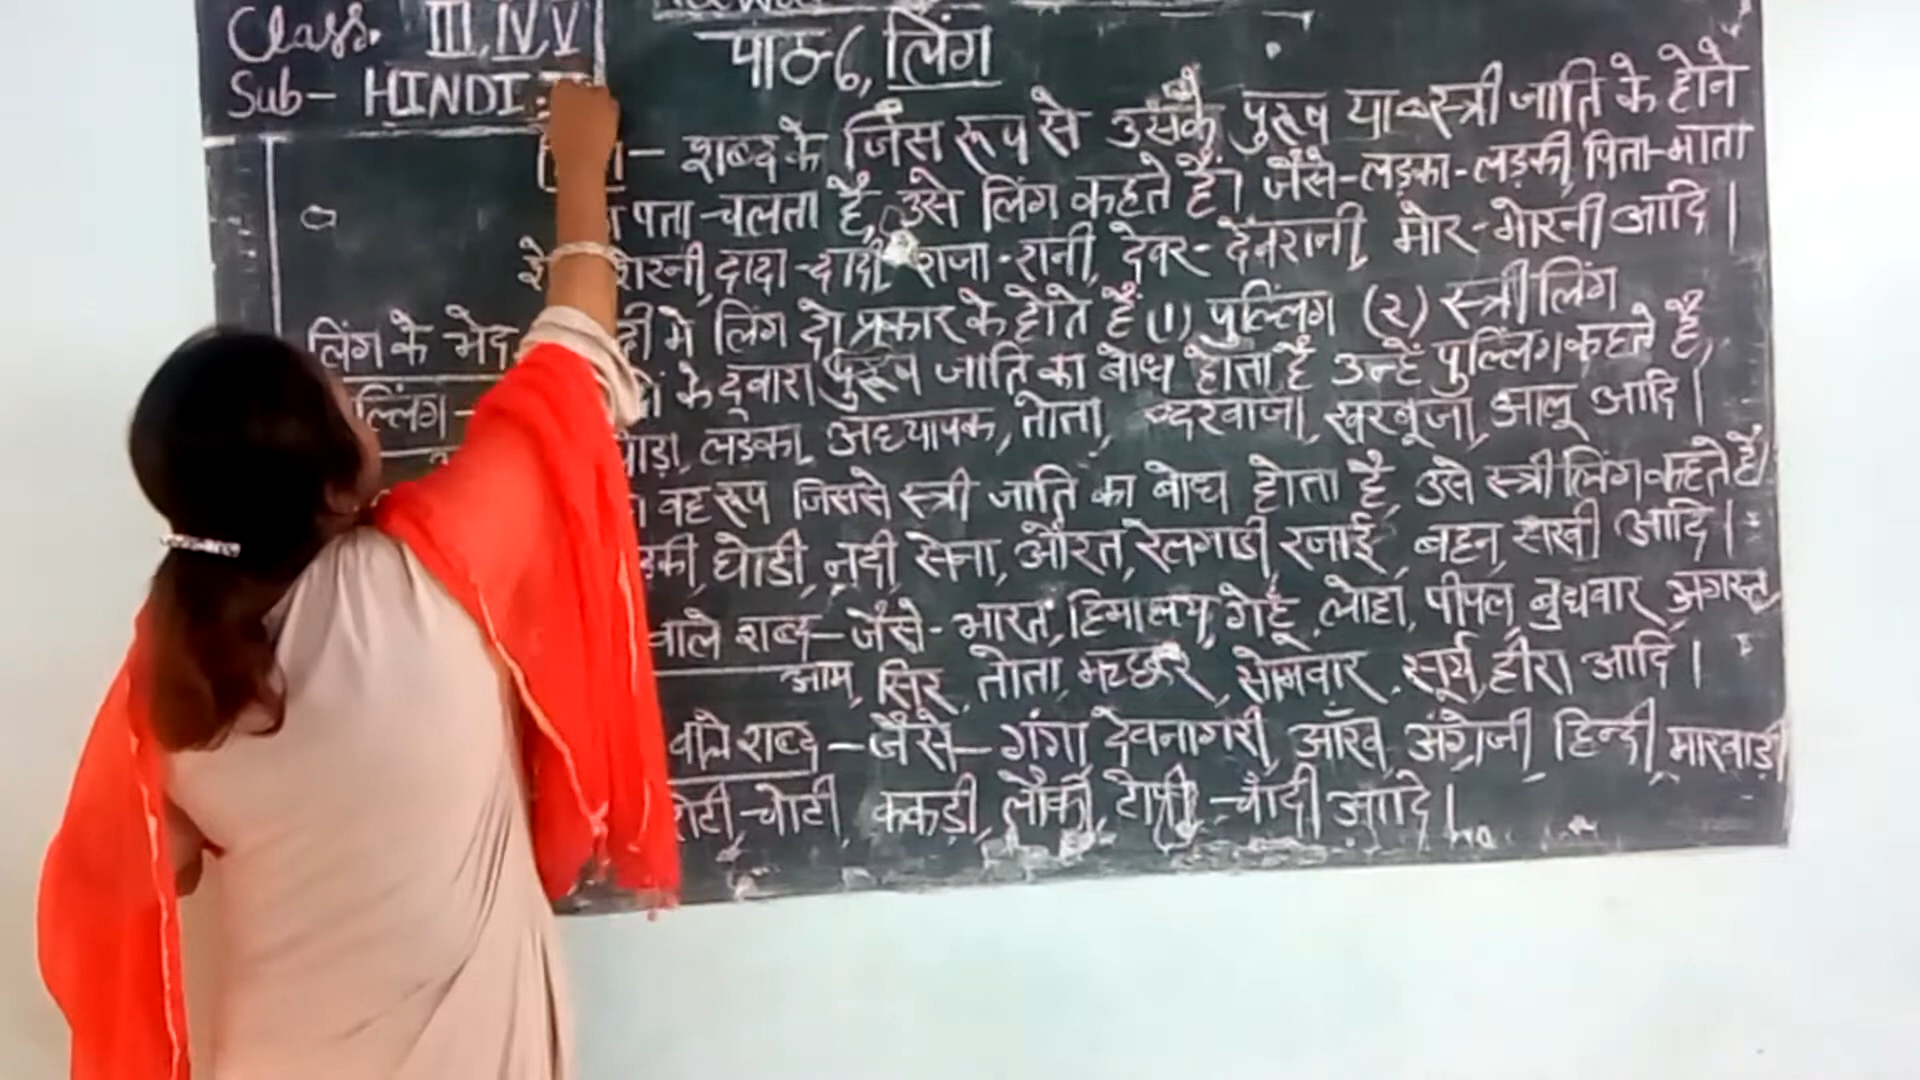 Class. III, IV, V
Sub- HINDI
पाठ-6, लिंग
- शब्द के जिस रूप से उसके पुरूष या स्त्री जाति के होने
पता चलता है, उसे लिंग कहते हैं। जैसे-लड़का-लड़की, पिता-माता
शेरनी, दादा-दादी, राजा-रानी, देवर-देवरानी, मोर-मोरनी आदि।
लिंग के भेद में लिंग दो प्रकार के होते हैं (1) पुल्लिंग (२) स्त्रीलिंग
ल्लिंग- के द्वारा पुरूष जाति का बोध होता है उन्हें पुल्लिंग कहते हैं,
लड़का, अध्यापक, तोता, दरवाजा, खरबूजा, आलू आदि।
वह रूप जिससे स्त्री जाति का बोध होता है, उसे स्त्रीलिंग कहते हैं
घोडी, नदी, सेना, औरत, रेलगाडी, रजाई, बहन, सखी आदि।
वाले शब्द-जैसे- भारत, हिमालय, गेहूँ, लोहा, पीपल, बुधवार, अगस्त,
आम, सिर, तोता, मच्छर, सोमवार, सूर्य, हीरा आदि।
वाले शब्द-जैसे- गंगा, देवनागरी, आँख, अंग्रेजी, हिन्दी, मारवाड़ी
रोटी, चोटी, ककड़ी, लौकी, टोपी, चाँदी आदि।